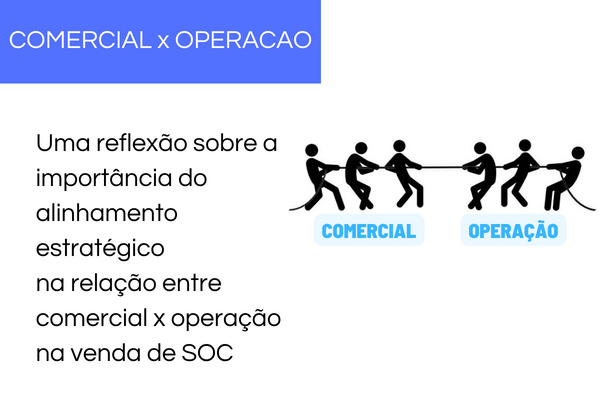 COMERCIAL x OPERACAO
Uma reflexão sobre a
importância do
alinhamento
estratégico
na relação entre
comercial x operação
na venda de SOC
COMERCIAL
OPERAÇÃO